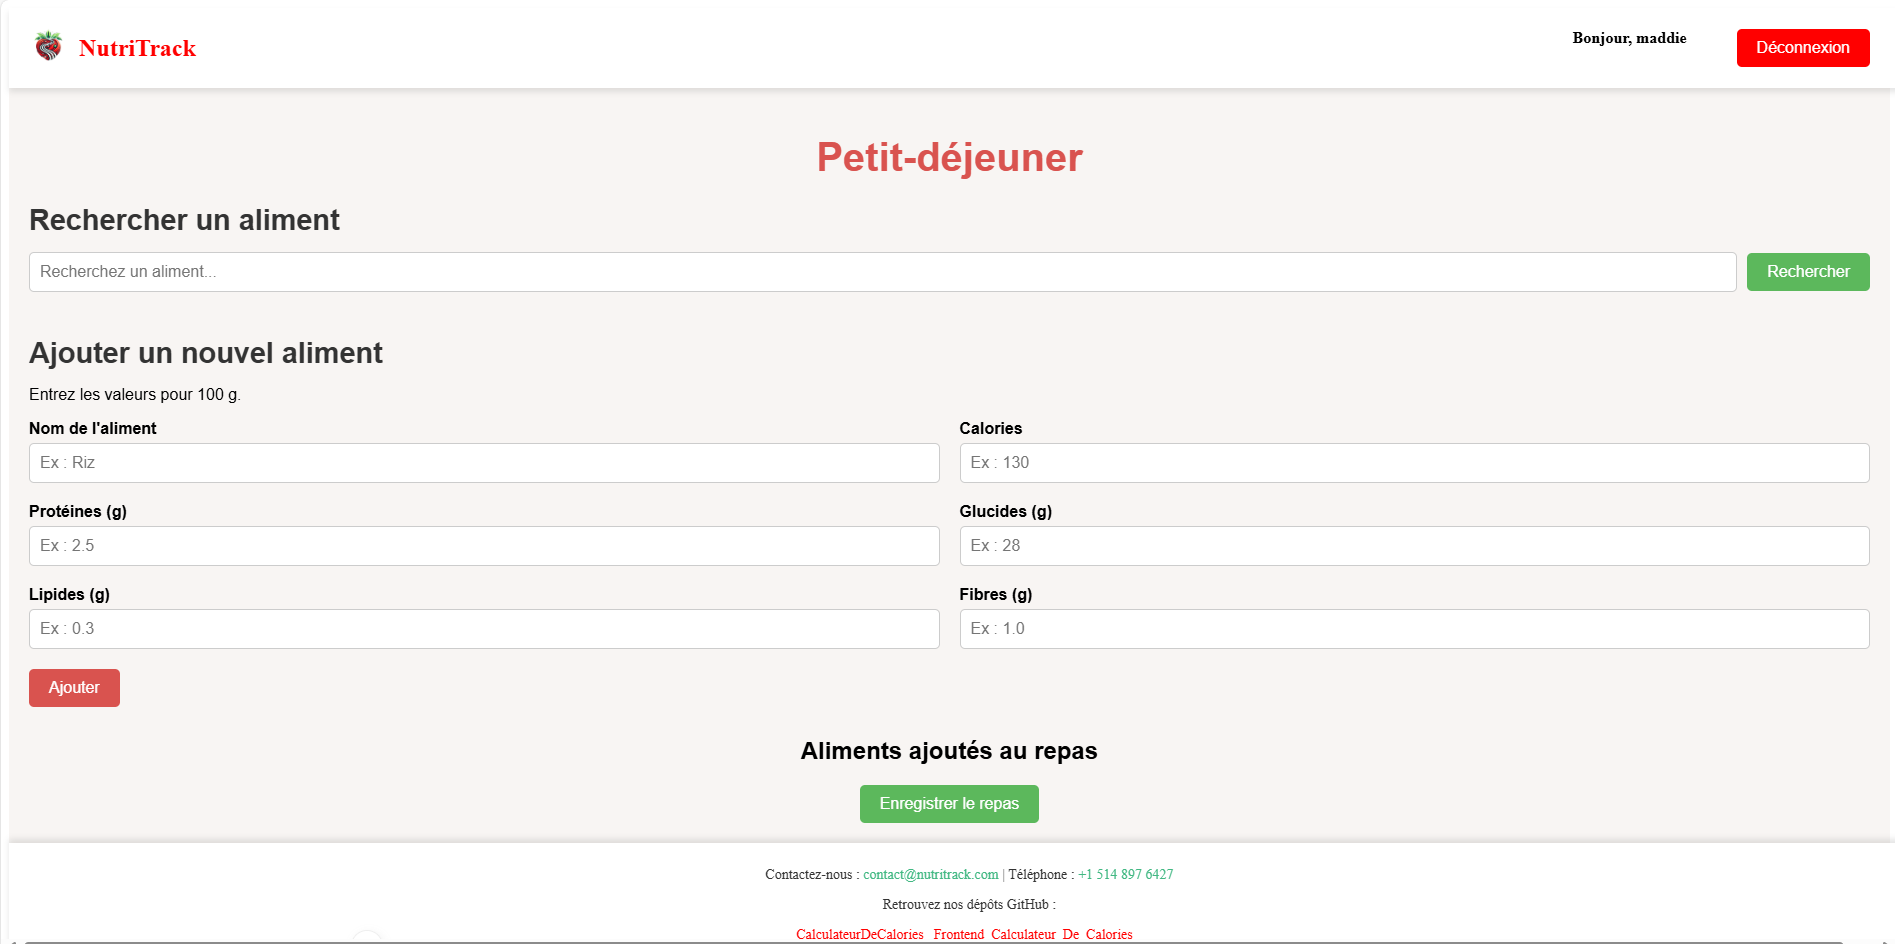 NutriTrack
Bonjour, maddie
Déconnexion
Petit-déjeuner
Rechercher un aliment
Recherchez un aliment...
Rechercher
Ajouter un nouvel aliment
Entrez les valeurs pour 100 g.
Nom de l'aliment
Calories
Ex : Riz
Ex : 130
Protéines (g)
Glucides (g)
Ex : 2.5
Ex : 28
Lipides (g)
Fibres (g)
Ex : 0.3
Ex : 1.0
Ajouter
Aliments ajoutés au repas
Enregistrer le repas
Contactez-nous : contact@nutritrack.com | Téléphone : +1 514 897 6427
Retrouvez nos dépôts GitHub :
CalculateurDeCalories Frontend_Calculateur_De_Calories